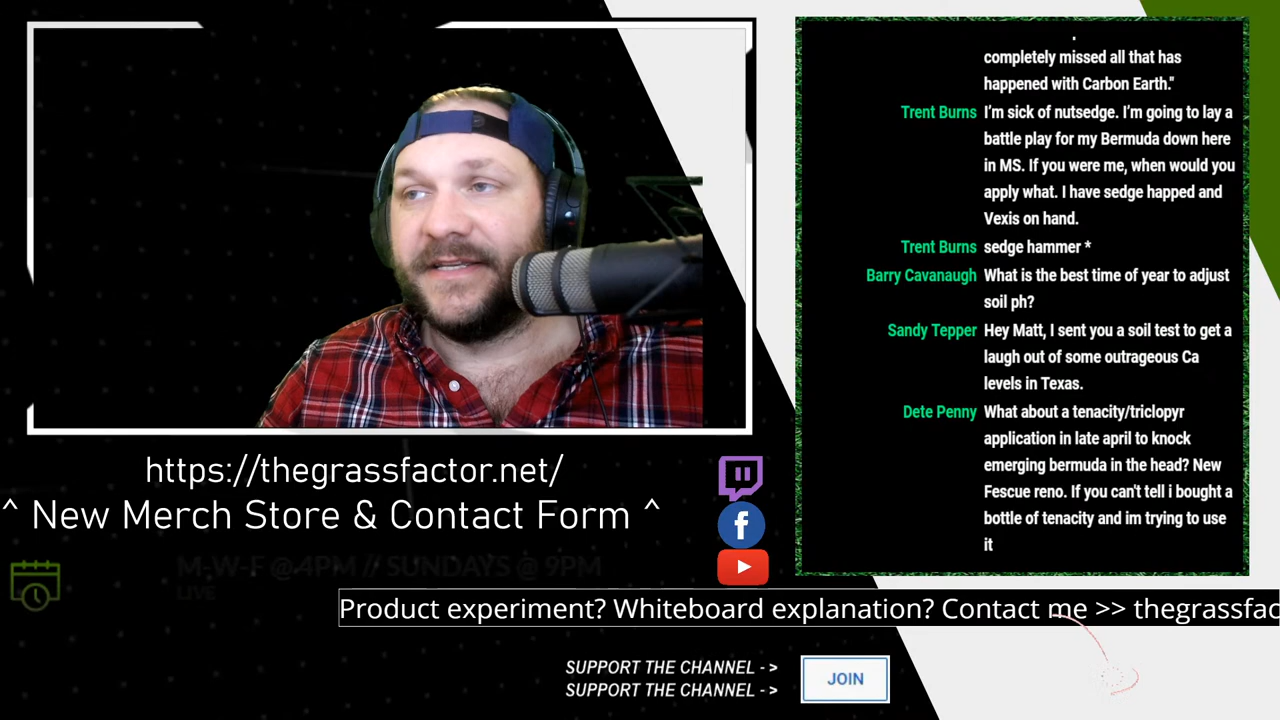 completely missed all that has
happened with Carbon Earth."
Trent Burns I'm sick of nutsedge. I'm going to lay a
battle play for my Bermuda down here
in MS. If you were me, when would you
apply what. I have sedge happed and
Vexis on hand.
Trent Burns sedge hammer *
Barry Cavanaugh What is the best time of year to adjust
soil ph?
Sandy Tepper Hey Matt, I sent you a soil test to get a
laugh out of some outrageous Ca
levels in Texas.
Dete Penny What about a tenacity/triclopyr
application in late april to knock
emerging bermuda in the head? New
Fescue reno. If you can't tell i bought a
bottle of tenacity and im trying to use
it
https://thegrassfactor.net/
^ New Merch Store & Contact Form ^
M-W-F @ 4PM // SUNDAYS @ 9PM
LIVE
Product experiment? Whiteboard explanation? Contact me >> thegrassfac
SUPPORT THE CHANNEL - >
SUPPORT THE CHANNEL - >
JOIN